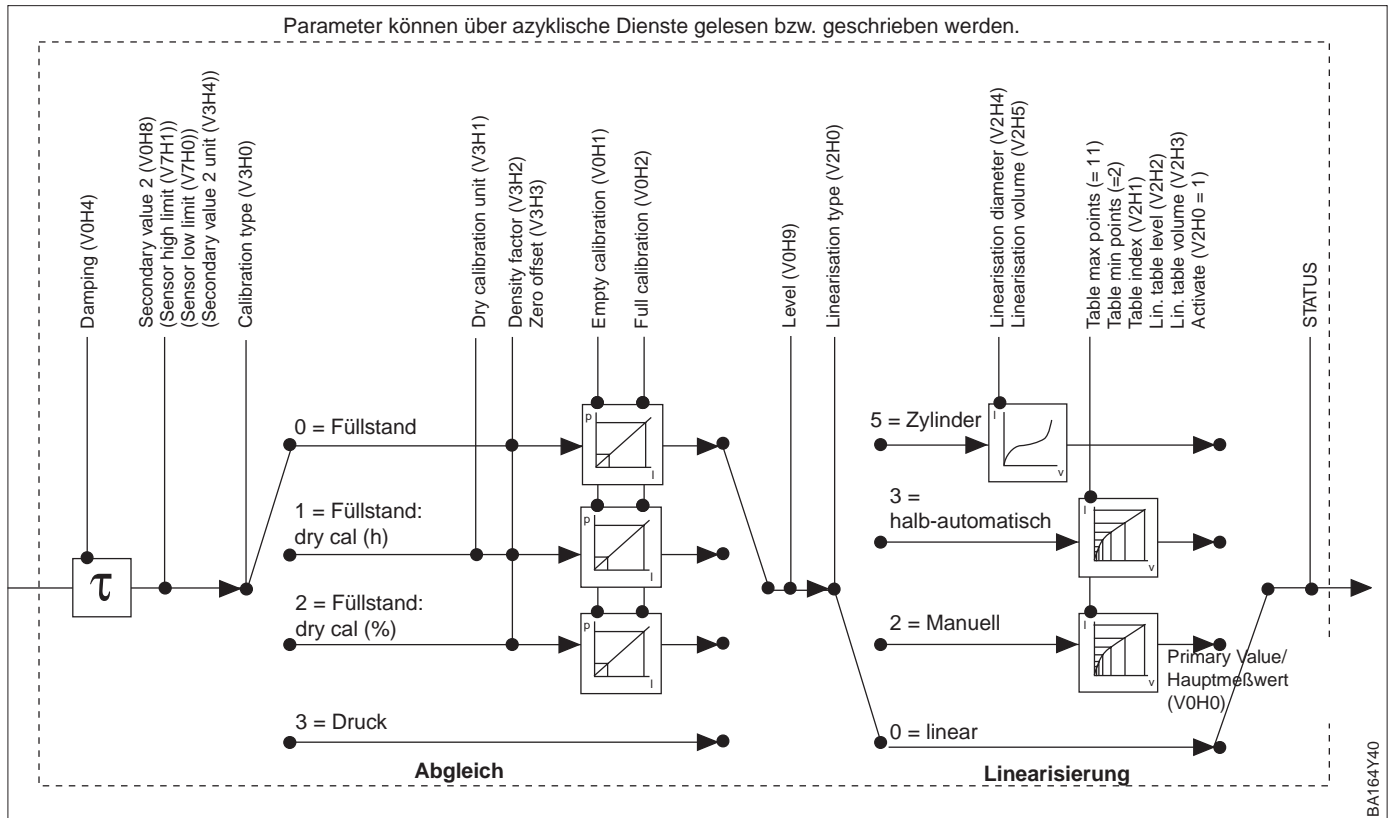 Parameter können über azyklische Dienste gelesen bzw. geschrieben werden.
Damping (V0H4)
Secondary value 2 (V0H8)
(Sensor high limit (V7H1))
(Sensor low limit (V7H0))
(Secondary value 2 unit (V3H4))
Calibration type (V3H0)
Dry calibration unit (V3H1)
Density factor (V3H2)
Zero offset (V3H3)
Empty calibration (V0H1)
Full calibration (V0H2)
Level (V0H9)
Linearisation type (V2H0)
Linearisation diameter (V2H4)
Linearisation volume (V2H5)
Table max points (= 11)
Table min points (=2)
Table index (V2H1)
Lin. table level (V2H2)
Lin. table volume (V2H3)
Activate (V2H0 = 1)
STATUS
τ
0 = Füllstand
p
l
1 = Füllstand:
dry cal (h)
p
l
2 = Füllstand:
dry cal (%)
p
l
3 = Druck
Abgleich
5 = Zylinder
l
v
3 =
halb-automatisch
l
v
2 = Manuell
l
v
Primary Value/
Hauptmeßwert
(V0H0)
0 = linear
Linearisierung
BA164Y40